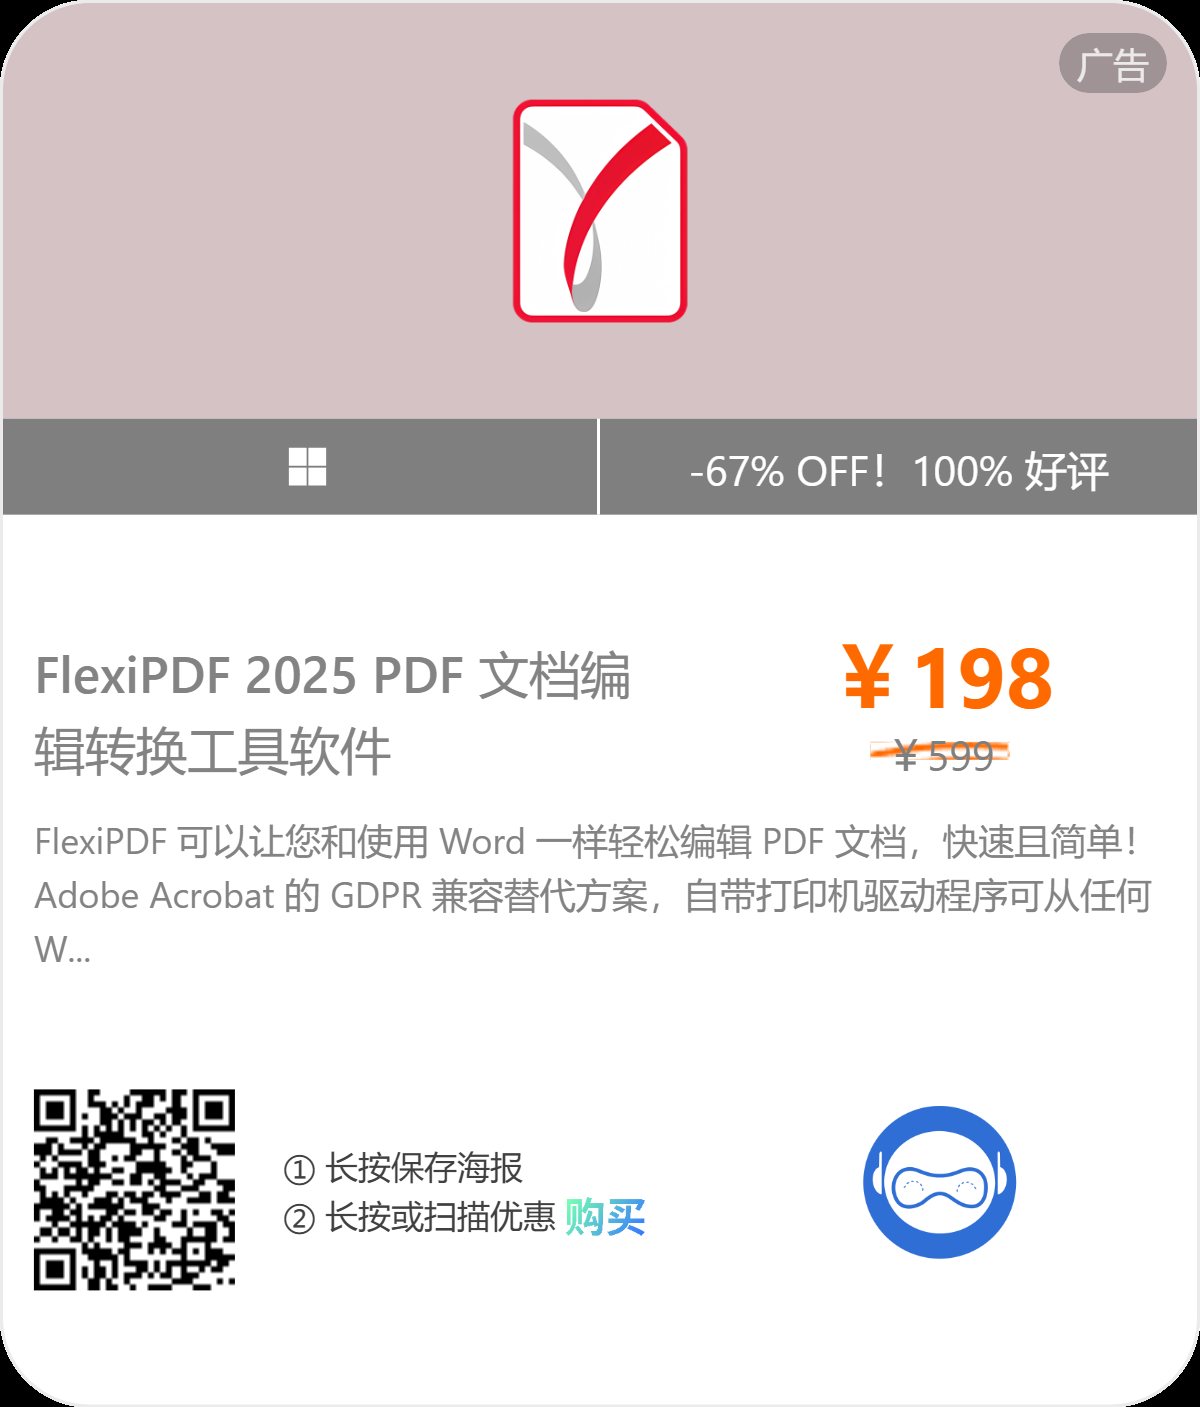 广告
-67% OFF！100% 好评
FlexiPDF 2025 PDF 文档编
辑转换工具软件
¥ 198
¥ 599
FlexiPDF 可以让您和使用 Word 一样轻松编辑 PDF 文档，快速且简单！
Adobe Acrobat 的 GDPR 兼容替代方案，自带打印机驱动程序可从任何
W...
① 长按保存海报
② 长按或扫描优惠 购买